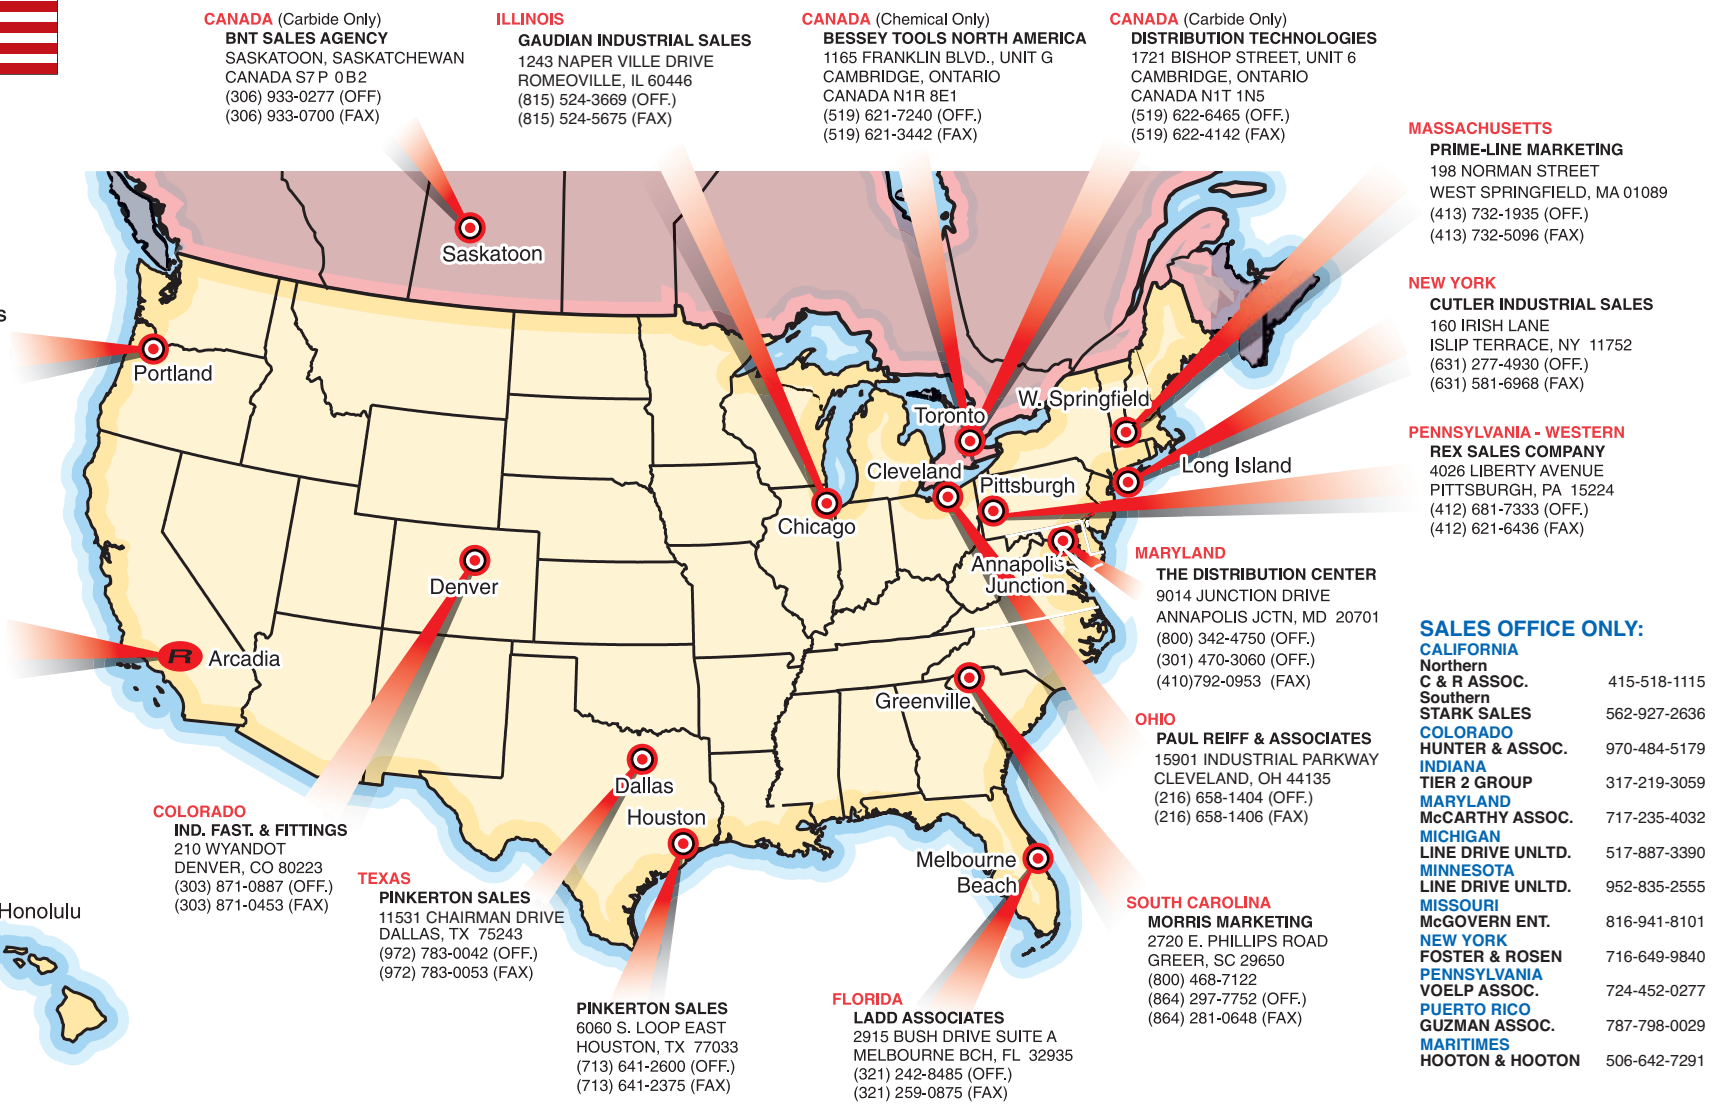 CANADA (Carbide Only)
BNT SALES AGENCY
SASKATOON, SASKATCHEWAN
CANADA S7P 0B2
(306) 933-0277 (OFF)
(306) 933-0700 (FAX)
ILLINOIS
GAUDIAN INDUSTRIAL SALES
1243 NAPER VILLE DRIVE
ROMEOVILLE, IL 60446
(815) 524-3669 (OFF.)
(815) 524-5675 (FAX)
CANADA (Chemical Only)
BESSEY TOOLS NORTH AMERICA
1165 FRANKLIN BLVD., UNIT G
CAMBRIDGE, ONTARIO
CANADA N1R 8E1
(519) 621-7240 (OFF.)
(519) 621-3442 (FAX)
CANADA (Carbide Only)
DISTRIBUTION TECHNOLOGIES
1721 BISHOP STREET, UNIT 6
CAMBRIDGE, ONTARIO
CANADA N1T 1N5
(519) 622-6465 (OFF.)
(519) 622-4142 (FAX)
MASSACHUSETTS
PRIME-LINE MARKETING
198 NORMAN STREET
WEST SPRINGFIELD, MA 01089
(413) 732-1935 (OFF.)
(413) 732-5096 (FAX)
NEW YORK
CUTLER INDUSTRIAL SALES
160 IRISH LANE
ISLIP TERRACE, NY 11752
(631) 277-4930 (OFF.)
(631) 581-6968 (FAX)
PENNSYLVANIA - WESTERN
REX SALES COMPANY
4026 LIBERTY AVENUE
PITTSBURGH, PA 15224
(412) 681-7333 (OFF.)
(412) 621-6436 (FAX)
s
Saskatoon
Portland
Toronto
W. Springfield
Cleveland
Pittsburgh
Long Island
Chicago
Annapolis
Junction
Denver
R Arcadia
Greenville
Dallas
Houston
Melbourne
Beach
Honolulu
MARYLAND
THE DISTRIBUTION CENTER
9014 JUNCTION DRIVE
ANNAPOLIS JCTN, MD 20701
(800) 342-4750 (OFF.)
(301) 470-3060 (OFF.)
(410)792-0953 (FAX)
OHIO
PAUL REIFF & ASSOCIATES
15901 INDUSTRIAL PARKWAY
CLEVELAND, OH 44135
(216) 658-1404 (OFF.)
(216) 658-1406 (FAX)
COLORADO
IND. FAST. & FITTINGS
210 WYANDOT
DENVER, CO 80223
(303) 871-0887 (OFF.)
(303) 871-0453 (FAX)
TEXAS
PINKERTON SALES
11531 CHAIRMAN DRIVE
DALLAS, TX 75243
(972) 783-0042 (OFF.)
(972) 783-0053 (FAX)
PINKERTON SALES
6060 S. LOOP EAST
HOUSTON, TX 77033
(713) 641-2600 (OFF.)
(713) 641-2375 (FAX)
FLORIDA
LADD ASSOCIATES
2915 BUSH DRIVE SUITE A
MELBOURNE BCH, FL 32935
(321) 242-8485 (OFF.)
(321) 259-0875 (FAX)
SOUTH CAROLINA
MORRIS MARKETING
2720 E. PHILLIPS ROAD
GREER, SC 29650
(800) 468-7122
(864) 297-7752 (OFF.)
(864) 281-0648 (FAX)
SALES OFFICE ONLY:
CALIFORNIA
Northern
C & R ASSOC. 415-518-1115
Southern
STARK SALES 562-927-2636
COLORADO
HUNTER & ASSOC. 970-484-5179
INDIANA
TIER 2 GROUP 317-219-3059
MARYLAND
McCARTHY ASSOC. 717-235-4032
MICHIGAN
LINE DRIVE UNLTD. 517-887-3390
MINNESOTA
LINE DRIVE UNLTD. 952-835-2555
MISSOURI
McGOVERN ENT. 816-941-8101
NEW YORK
FOSTER & ROSEN 716-649-9840
PENNSYLVANIA
VOELP ASSOC. 724-452-0277
PUERTO RICO
GUZMAN ASSOC. 787-798-0029
MARITIMES
HOOTON & HOOTON 506-642-7291